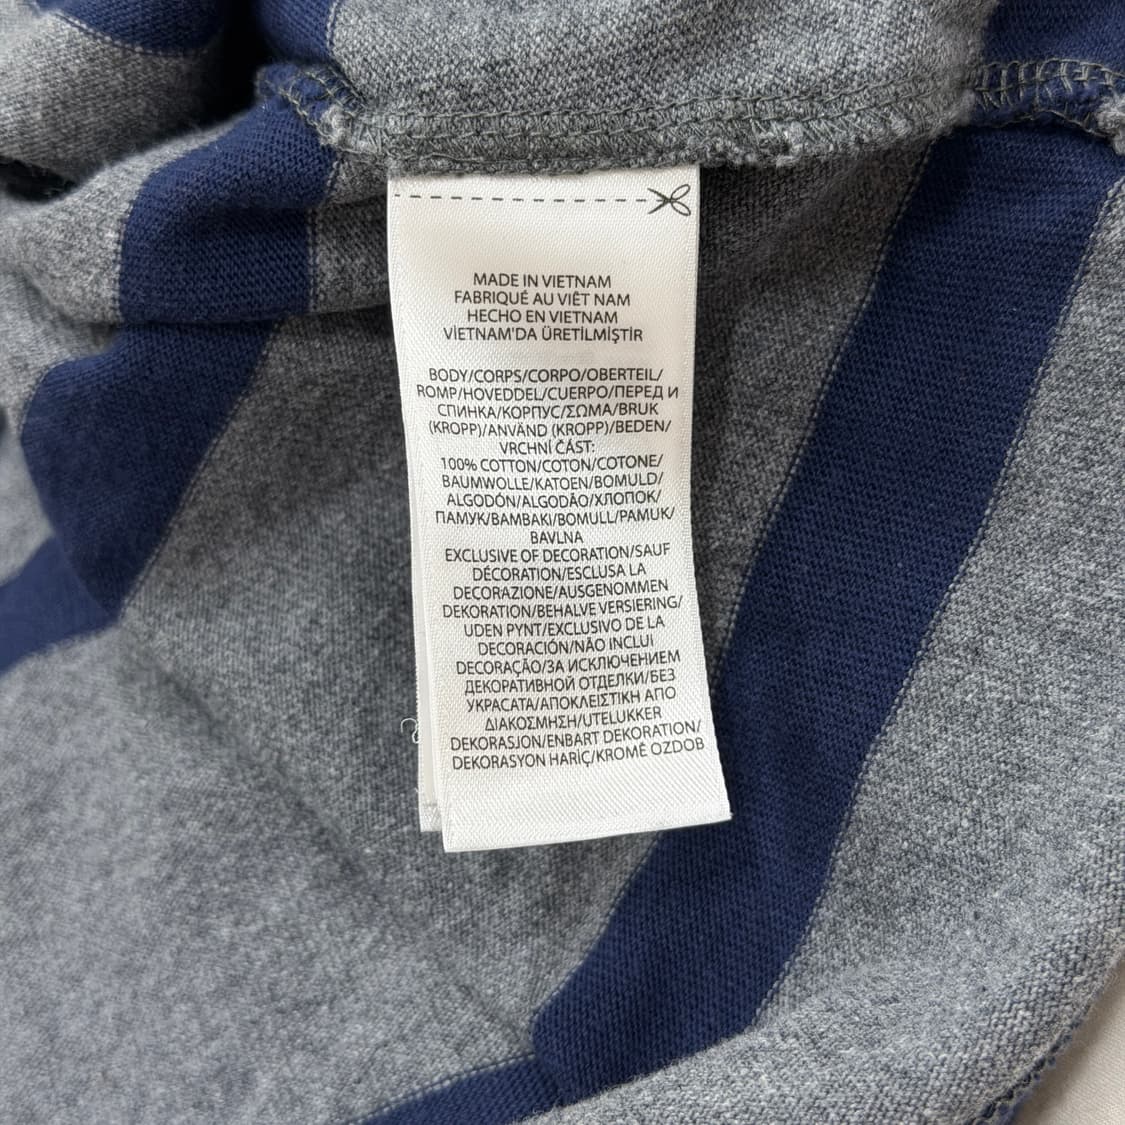 MADE IN VIETNAM
FABRIQUÉ AU VIÊT NAM
HECHO EN VIETNAM
VİETNAM'DA ÜRETİLMİŞTİR
BODY/CORPS/CORPO/OBERTEIL/
ROMP/HOVEDDEL/CUERPO/ПЕРЕД И
СПИНКА/КОРПУС/ΣΩΜΑ/BRUK
(KROPP)/ANVÄND (KROPP)/BEDEN/
VRCHNÍ ČÁST:
100% COTTON/COTON/COTONE/
BAUMWOLLE/KATOEN/BOMULD/
ALGODÓN/ALGODÃO/ХЛОПОК/
ПАМУК/ΒΑΜΒΑΚΙ/BOMULL/PAMUK/
BAVLNA
EXCLUSIVE OF DECORATION/SAUF
DÉCORATION/ESCLUSA LA
DECORAZIONE/AUSGENOMMEN
DEKORATION/BEHALVE VERSIERING/
UDEN PYNT/EXCLUSIVO DE LA
DECORACIÓN/NÃO INCLUI
DECORAÇÃO/ЗА ИСКЛЮЧЕНИЕМ
ДЕКОРАТИВНОЙ ОТДЕЛКИ/БЕЗ
УКРАСАТА/ΑΠΟΚΛΕΙΣΤΙΚΗ ΑΠΟ
ΔΙΑΚΟΣΜΗΣΗ/UTELUKKER
DEKORASJON/ENBART DEKORATION/
DEKORASYON HARİÇ/KROMĚ OZDOB